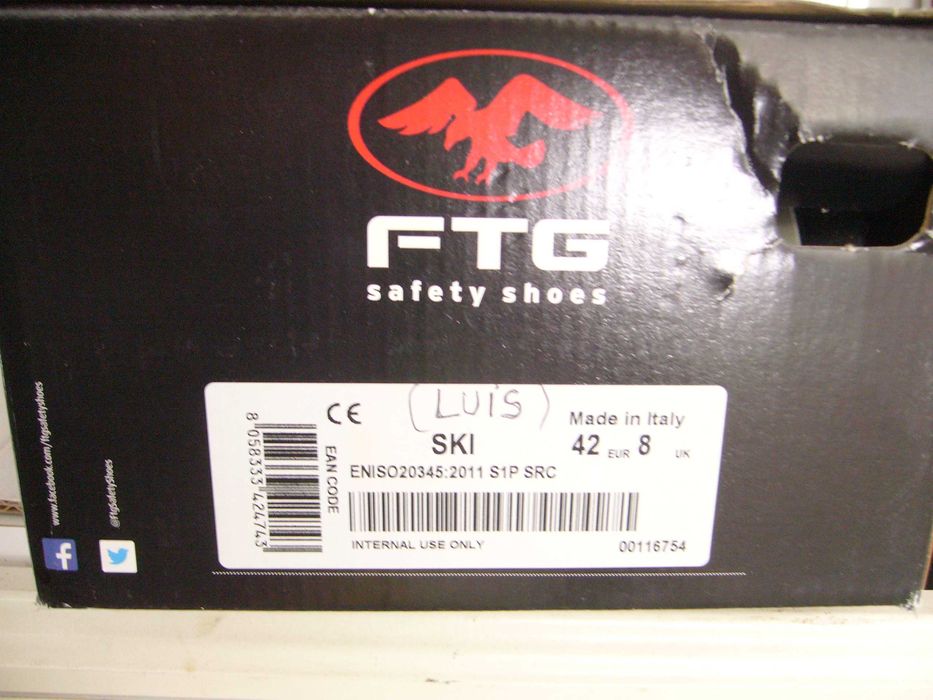 FTG
safety shoes
www.facebook.com/ftgsafetyshoes
@ftgsafetyshoes
f
8 058333 424743
EAN CODE
CE
(LUIS)
Made in Italy
SKI
42 EUR 8 UK
ENISO20345:2011 S1P SRC
INTERNAL USE ONLY
00116754